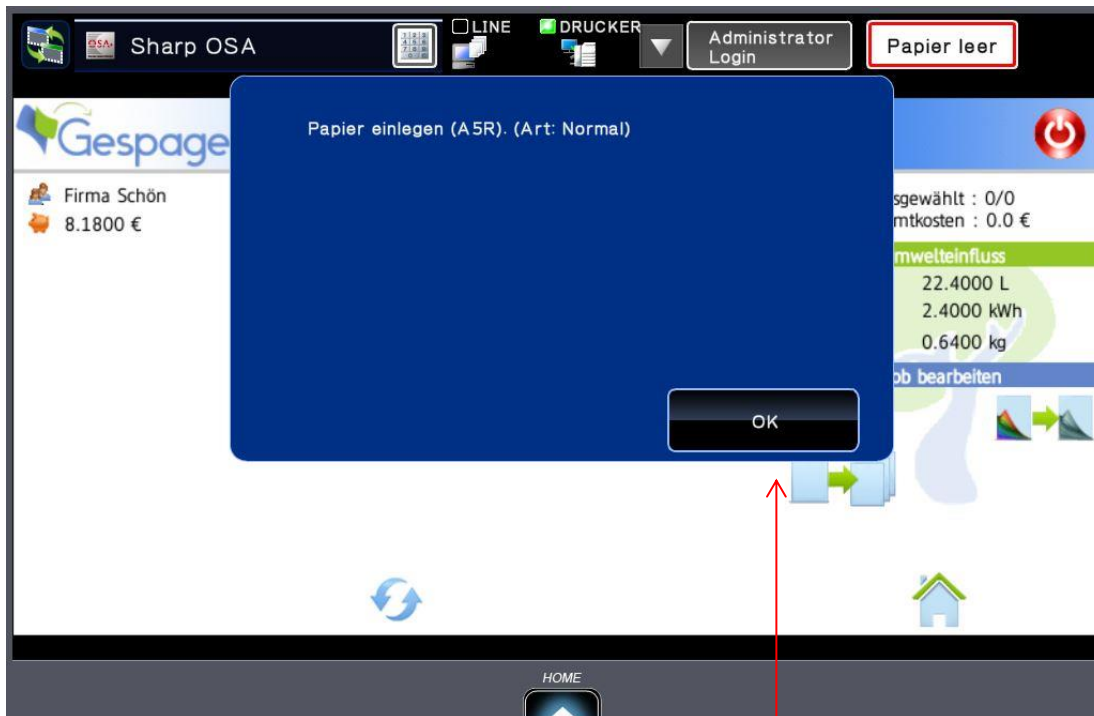 Sharp OSA
LINE
DRUCKER
Administrator
Login
Papier leer
Gespage
Papier einlegen (A5R). (Art: Normal)
Firma Schön
8.1800 €
sgewählt : 0/0
mtkosten : 0.0 €
mwelteinfluss
22.4000 L
2.4000 kWh
0.6400 kg
ob bearbeiten
OK
HOME